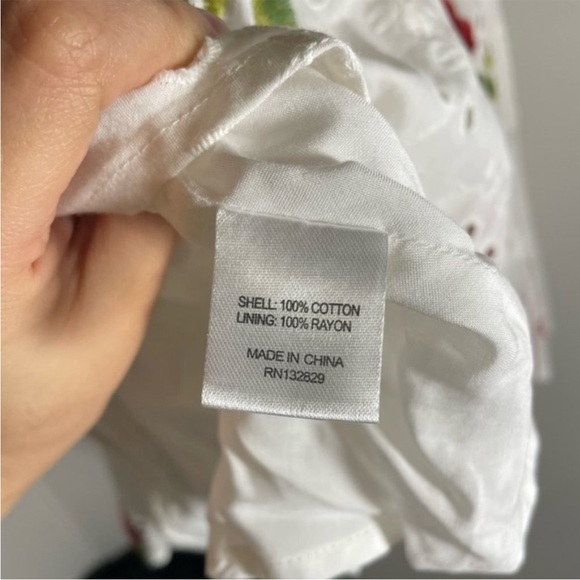 SHELL: 100% COTTON
LINING: 100% RAYON
MADE IN CHINA
RN132629